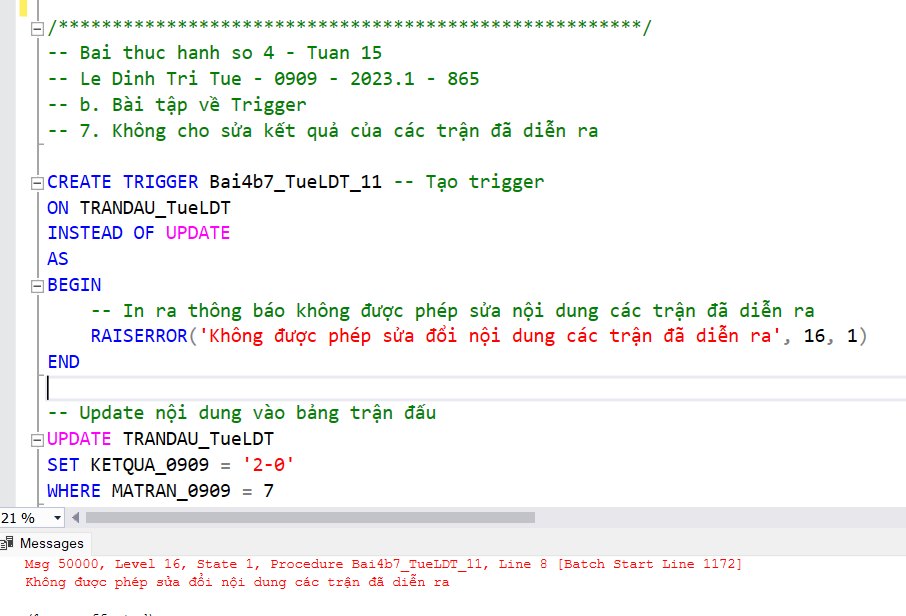 /******************************************************/
-- Bai thuc hanh so 4 - Tuan 15
-- Le Dinh Tri Tue - 0909 - 2023.1 - 865
-- b. Bài tập về Trigger
-- 7. Không cho sửa kết quả của các trận đã diễn ra
CREATE TRIGGER Bai4b7_TueLDT_11 -- Tạo trigger
ON TRANDAU_TueLDT
INSTEAD OF UPDATE
AS
BEGIN
-- In ra thông báo không được phép sửa nội dung các trận đã diễn ra
RAISERROR('Không được phép sửa đổi nội dung các trận đã diễn ra', 16, 1)
END
-- Update nội dung vào bảng trận đấu
UPDATE TRANDAU_TueLDT
SET KETQUA_0909 = '2-0'
WHERE MATRAN_0909 = 7
21 %
Messages
Msg 50000, Level 16, State 1, Procedure Bai4b7_TueLDT_11, Line 8 [Batch Start Line 1172]
Không được phép sửa đổi nội dung các trận đã diễn ra